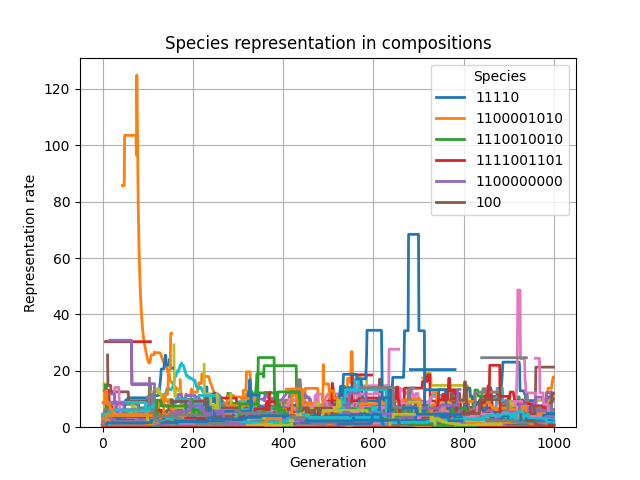 Species representation in compositions
Representation rate
120
100
80
60
40
20
0
0 200 400 600 800 1000
Generation
Species
11110
1100001010
1110010010
1111001101
1100000000
100